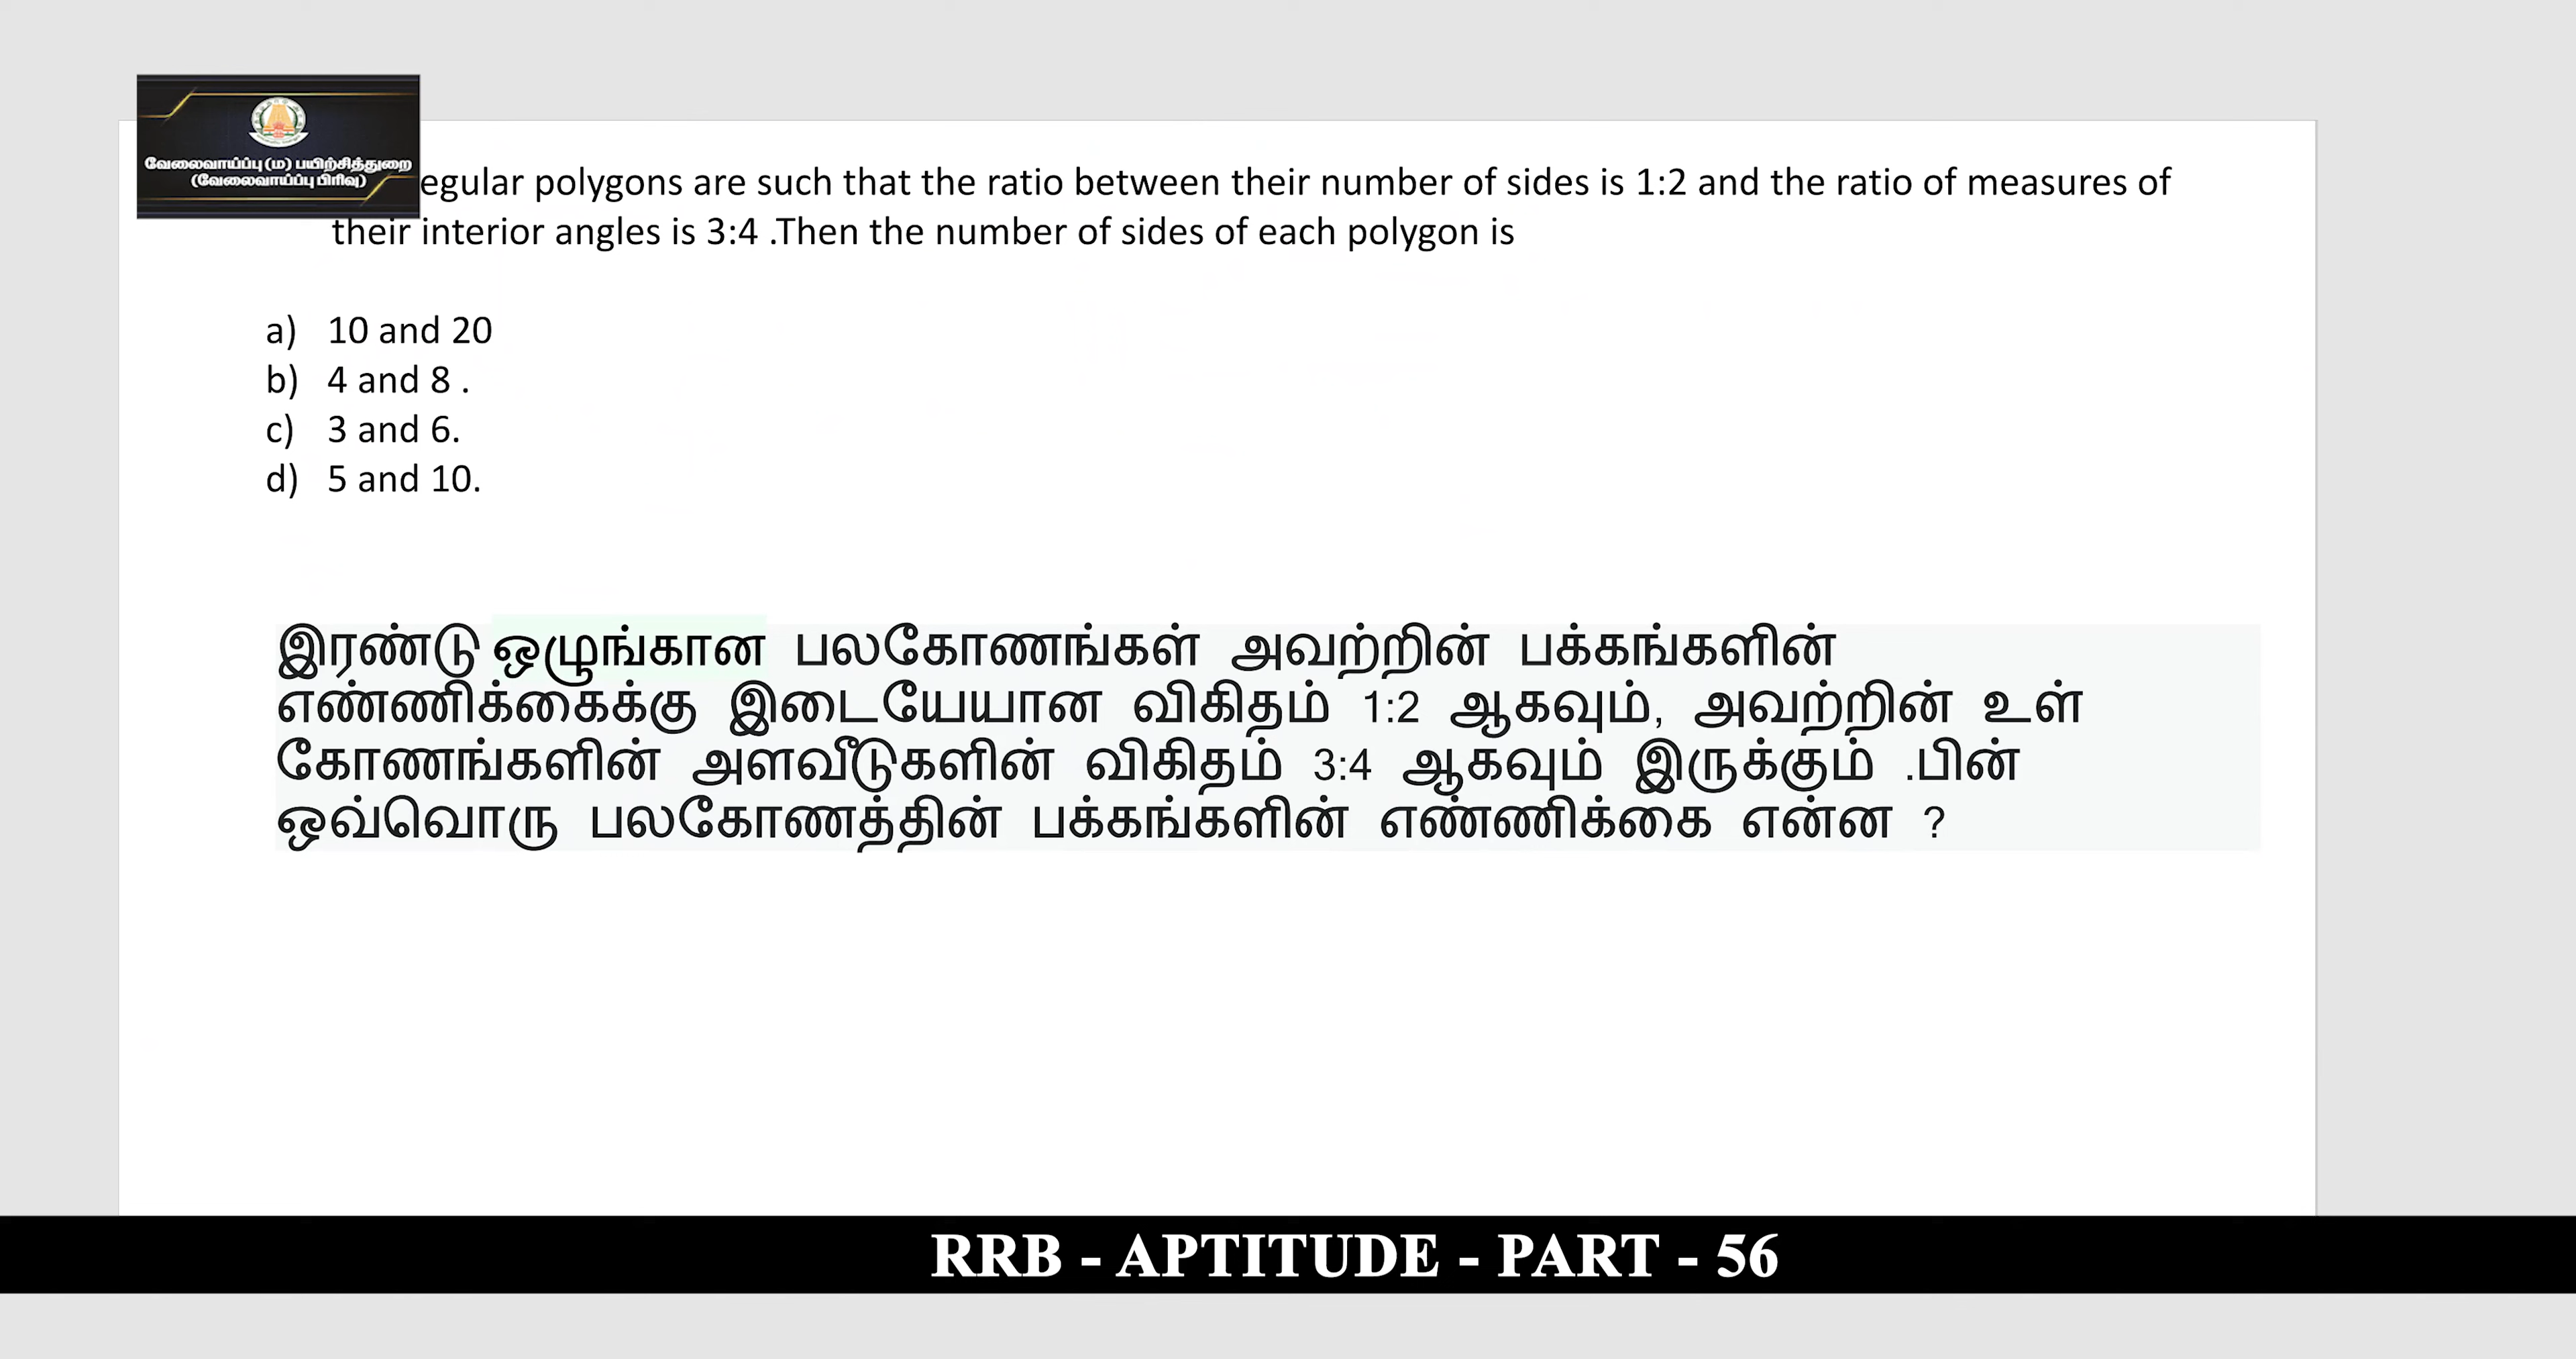 வேலைவாய்ப்பு (ம) பயிற்சித்துறை
(வேலைவாய்ப்பு பிரிவு)
egular polygons are such that the ratio between their number of sides is 1:2 and the ratio of measures of
their interior angles is 3:4 .Then the number of sides of each polygon is
a) 10 and 20
b) 4 and 8 .
c) 3 and 6.
d) 5 and 10.
இரண்டு ஒழுங்கான பலகோணங்கள் அவற்றின் பக்கங்களின்
எண்ணிக்கைக்கு இடையேயான விகிதம் 1:2 ஆகவும், அவற்றின் உள்
கோணங்களின் அளவீடுகளின் விகிதம் 3:4 ஆகவும் இருக்கும் .பின்
ஒவ்வொரு பலகோணத்தின் பக்கங்களின் எண்ணிக்கை என்ன ?
RRB - APTITUDE - PART - 56